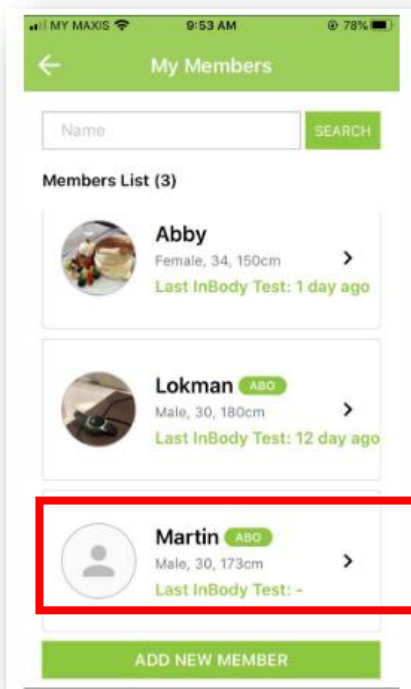 MY MAXIS 9:53 AM 78%
My Members
Name SEARCH
Members List (3)
Abby
Female, 34, 150cm
Last InBody Test: 1 day ago
Lokman ABO
Male, 30, 180cm
Last InBody Test: 12 day ago
Martin ABO
Male, 30, 173cm
Last InBody Test: -
ADD NEW MEMBER